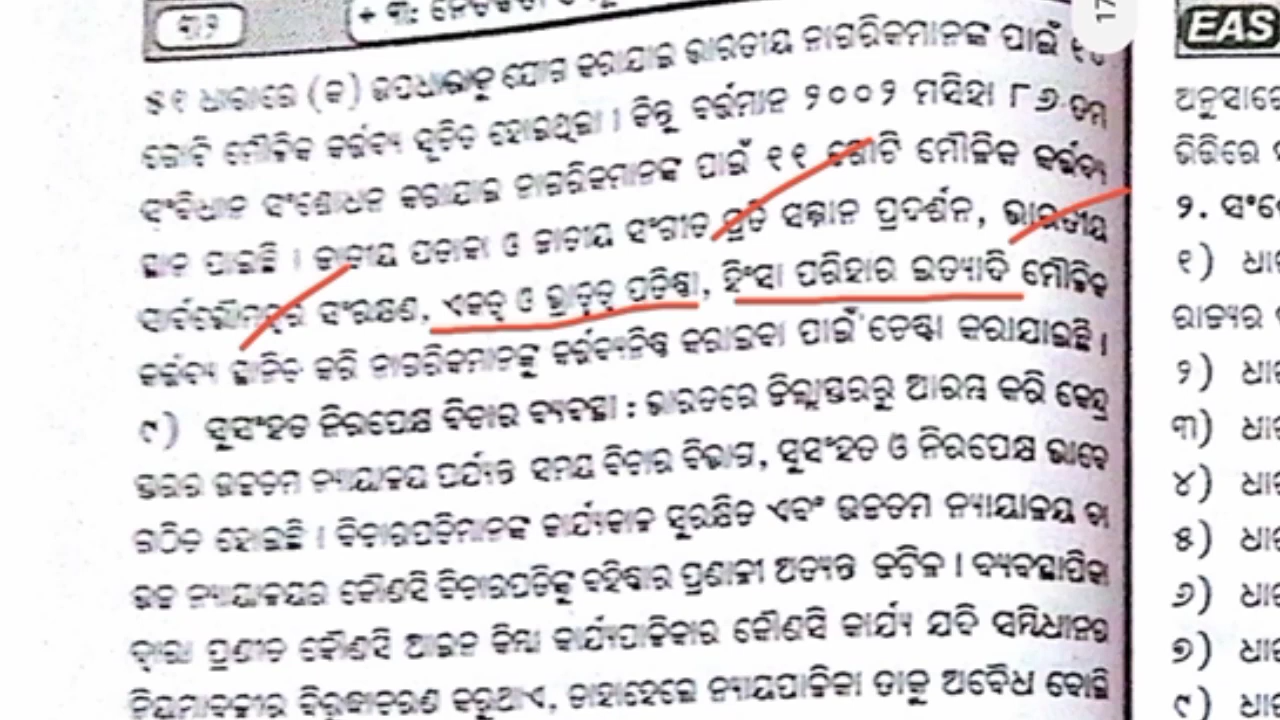 ୫୧ ଧାରାରେ (କ) ଉପଧାରାକୁ ଯୋଗ କରାଯାଇ ଭାରତୀୟ ନାଗରିକମାନଙ୍କ ପାଇଁ ୧୦
ଗୋଟି ମୌଳିକ କର୍ତ୍ତବ୍ୟ ସୂଚିତ ହୋଇଥିଲା । କିନ୍ତୁ ବର୍ତ୍ତମାନ ୨୦୦୨ ମସିହା ୮୬ ତମ
ସଂବିଧାନ ସଂଶୋଧନ କରାଯାଇ ନାଗରିକମାନଙ୍କ ପାଇଁ ୧୧ ଗୋଟି ମୌଳିକ କର୍ତ୍ତବ୍ୟ
ସ୍ଥାନ ପାଇଛି । ଜାତୀୟ ପତାକା ଓ ଜାତୀୟ ସଂଗୀତ ପ୍ରତି ସମ୍ମାନ ପ୍ରଦର୍ଶନ, ଭାରତୀୟ
ସାର୍ବଭୌମତ୍ୱର ସଂରକ୍ଷଣ, ଏକତ୍ୱ ଓ ଭ୍ରାତୃତ୍ୱ ପ୍ରତିଷ୍ଠା, ହିଂସା ପରିହାର ଇତ୍ୟାଦି ମୌଳିକ
କର୍ତ୍ତବ୍ୟ ସ୍ଥାନିତ କରି ନାଗରିକମାନଙ୍କୁ କର୍ତ୍ତବ୍ୟନିଷ୍ଠ କରାଇବା ପାଇଁ ଚେଷ୍ଟା କରାଯାଇଛି ।
୯) ସୁସଂହତ ନିରପେକ୍ଷ ବିଚାର ବ୍ୟବସ୍ଥା : ଭାରତରେ ଜିଲ୍ଲାସ୍ତରରୁ ଆରମ୍ଭ କରି କେନ୍ଦ୍ର
ସ୍ତରର ଉଚ୍ଚତମ ନ୍ୟାୟାଳୟ ପର୍ଯ୍ୟନ୍ତ ସମଗ୍ର ବିଚାର ବିଭାଗ, ସୁସଂହତ ଓ ନିରପେକ୍ଷ ଭାବେ
ଗଠିତ ହୋଇଛି । ବିଚାରପତିମାନଙ୍କ କାର୍ଯ୍ୟକାଳ ସୁରକ୍ଷିତ ଏବଂ ଉଚ୍ଚତମ ନ୍ୟାୟାଳୟ ବା
ଉଚ୍ଚ ନ୍ୟାୟାଳୟର କୌଣସି ବିଚାରପତିଙ୍କୁ ବହିଷ୍କାର ପ୍ରଣାଳୀ ଅତ୍ୟନ୍ତ ଜଟିଳ । ବ୍ୟବସ୍ଥାପିକା
ଦ୍ୱାରା ପ୍ରଣୀତ କୌଣସି ଆଇନ କିମ୍ବା କାର୍ଯ୍ୟପାଳିକାର କୌଣସି କାର୍ଯ୍ୟ ଯଦି ସମ୍ବିଧାନର
ନିୟମାବଳୀର ବିରୁଦ୍ଧାଚରଣ କରୁଥାଏ, ତାହାହେଲେ ନ୍ୟାୟପାଳିକା ତାକୁ ଅବୈଧ ବୋଲି
EAS
ଅନୁସାରେ
ଭିତ୍ତିରେ
୨.
୧)
ରାଜ୍ୟର
୨)
୩)
୪)
୫)
୬)
୭)
୯)